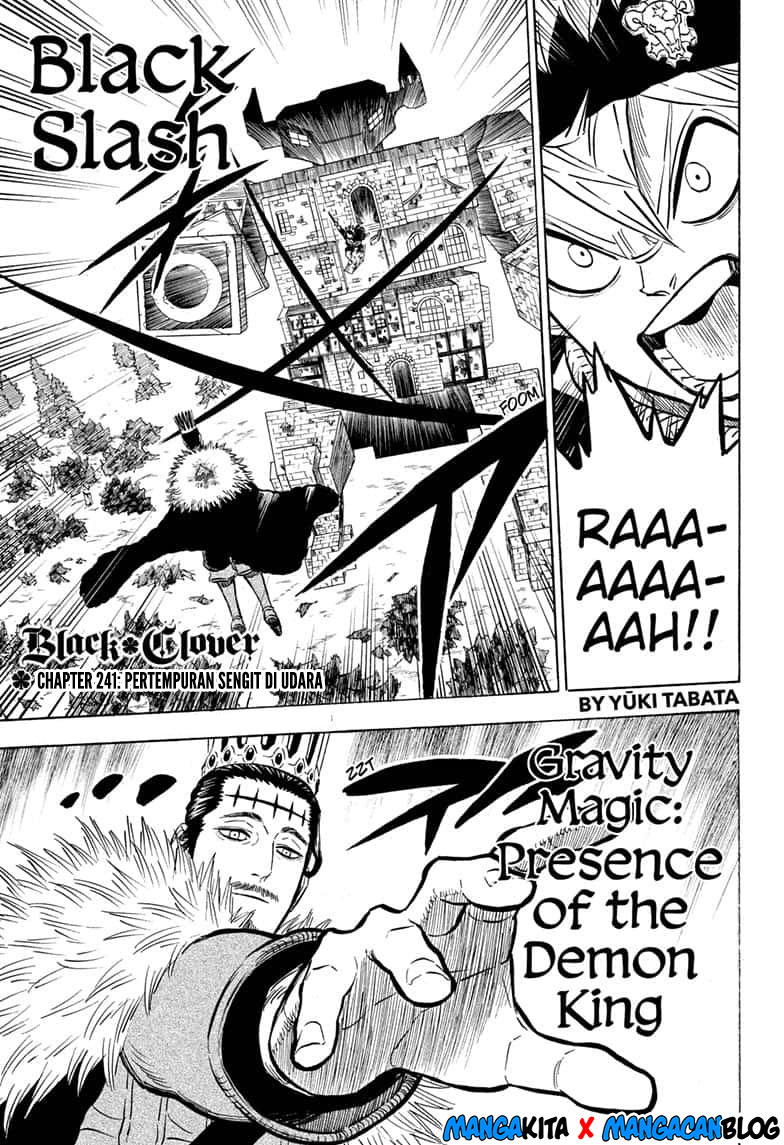 Black
Slash
FOOM
RAAA-
AAAA-
AAH!!
Black Clover
CHAPTER 241: PERTEMPURAN SENGIT DI UDARA
BY YŪKI TABATA
1
ZZT
Gravity
Magic:
Presence
of the
Demon
King
MANGAKITA X MANGACANBLOG